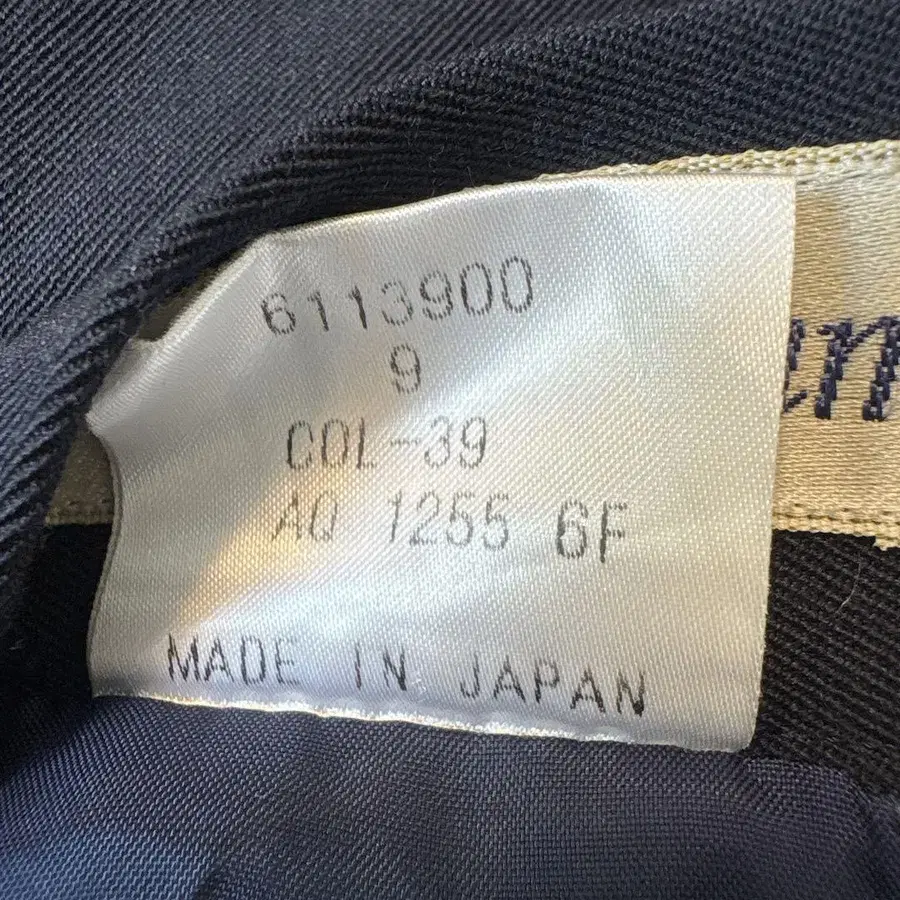 6113900
9
COL-39
AQ 1255 6F
MADE IN JAPAN